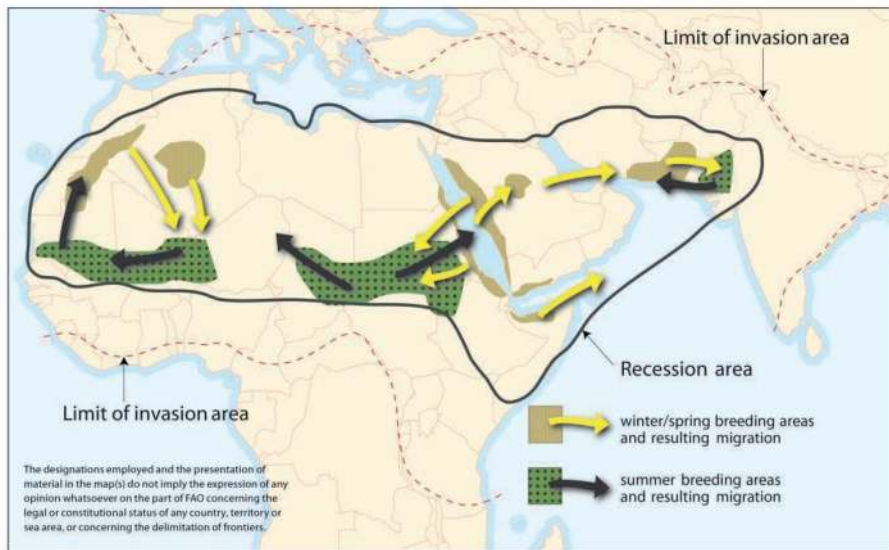 Limit of invasion area
Recession area
Limit of invasion area
winter/spring breeding areas
and resulting migration
summer breeding areas
and resulting migration
The designations employed and the presentation of
material in the map(s) do not imply the expression of any
opinion whatsoever on the part of FAO concerning the
legal or constitutional status of any country, territory or
sea area, or concerning the delimitation of frontiers.